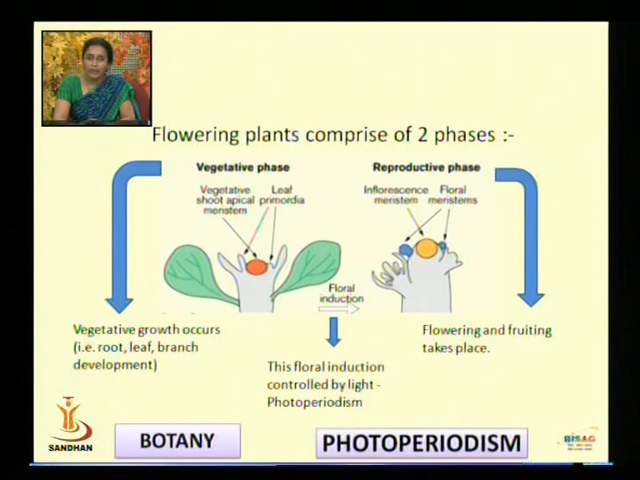 Flowering plants comprise of 2 phases :-
Vegetative phase
Reproductive phase
Vegetative
shoot apical
meristem
Leaf
primordia
Inflorescence
meristem
Floral
meristems
Floral
induction
Vegetative growth occurs
(i.e. root, leaf, branch
development)
Flowering and fruiting
takes place.
This floral induction
controlled by light -
Photoperiodism
SANDHAN
BOTANY
PHOTOPERIODISM
BISAG